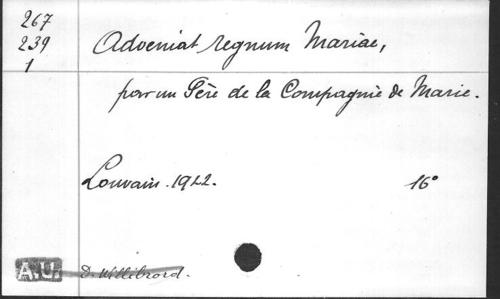 267
239
1
Adveniat regnum Mariae,
par un Père de la Compagnie de Marie.
Louvain. 1922. 16°
A.U. D. Willibrord.